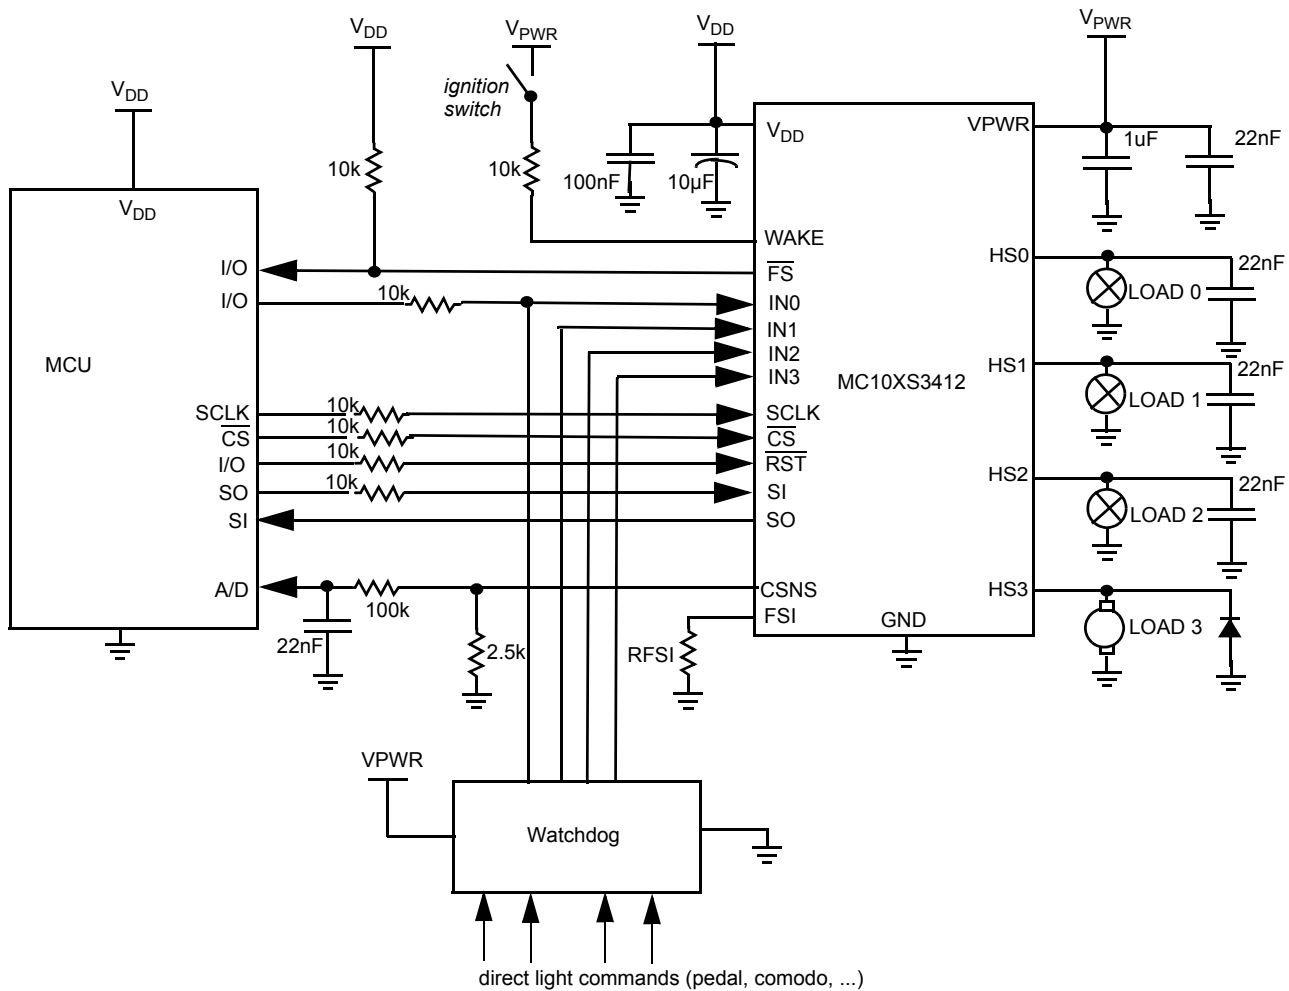 VDD
VPWR
VDD
VPWR
VDD
ignition
switch
10k
10k
100nF
10µF
VDD
VPWR
1uF
22nF
VDD
WAKE
I/O
FS
HS0
22nF
I/O
10k
IN0
LOAD 0
IN1
MCU
IN2
HS1
22nF
IN3
MC10XS3412
SCLK
10k
SCLK
LOAD 1
CS
10k
CS
I/O
10k
RST
HS2
SO
10k
SI
22nF
SI
SO
LOAD 2
A/D
100k
CSNS
HS3
22nF
2.5k
RFSI
FSI
GND
LOAD 3
VPWR
Watchdog
direct light commands (pedal, comodo, ...)